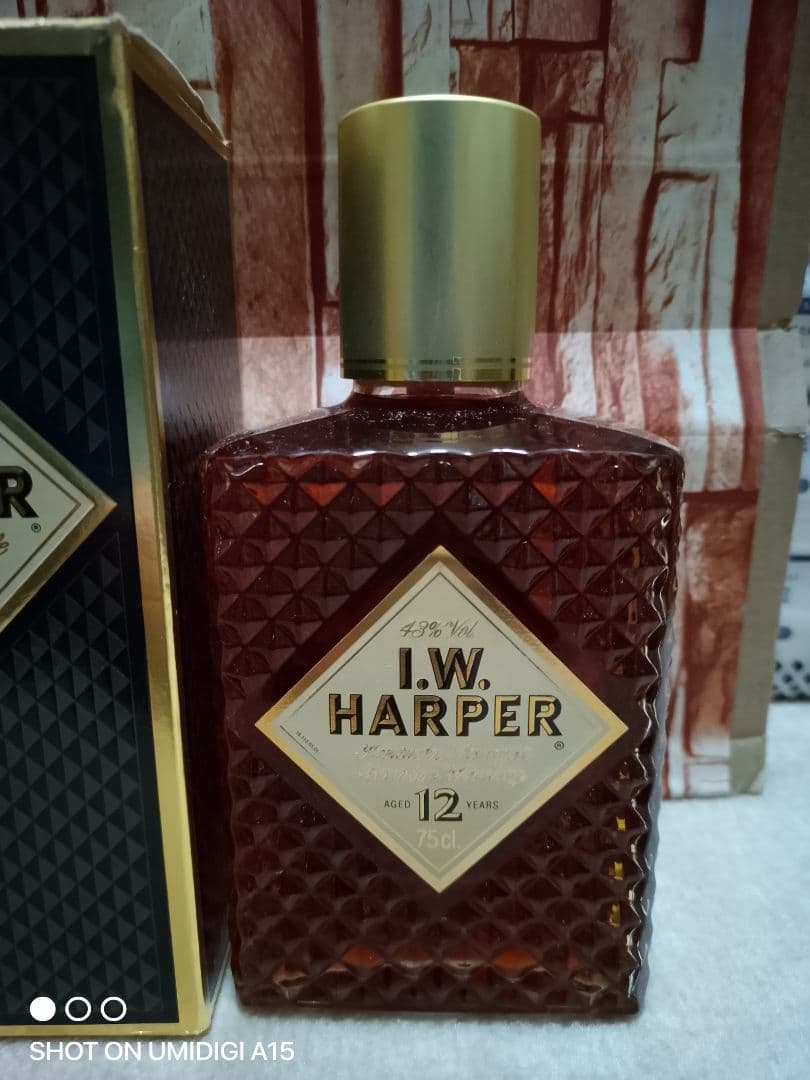 R
®
43% Vol.
I.W.
HARPER
®
AGED 12 YEARS
75cl.
SHOT ON UMIDIGI A15